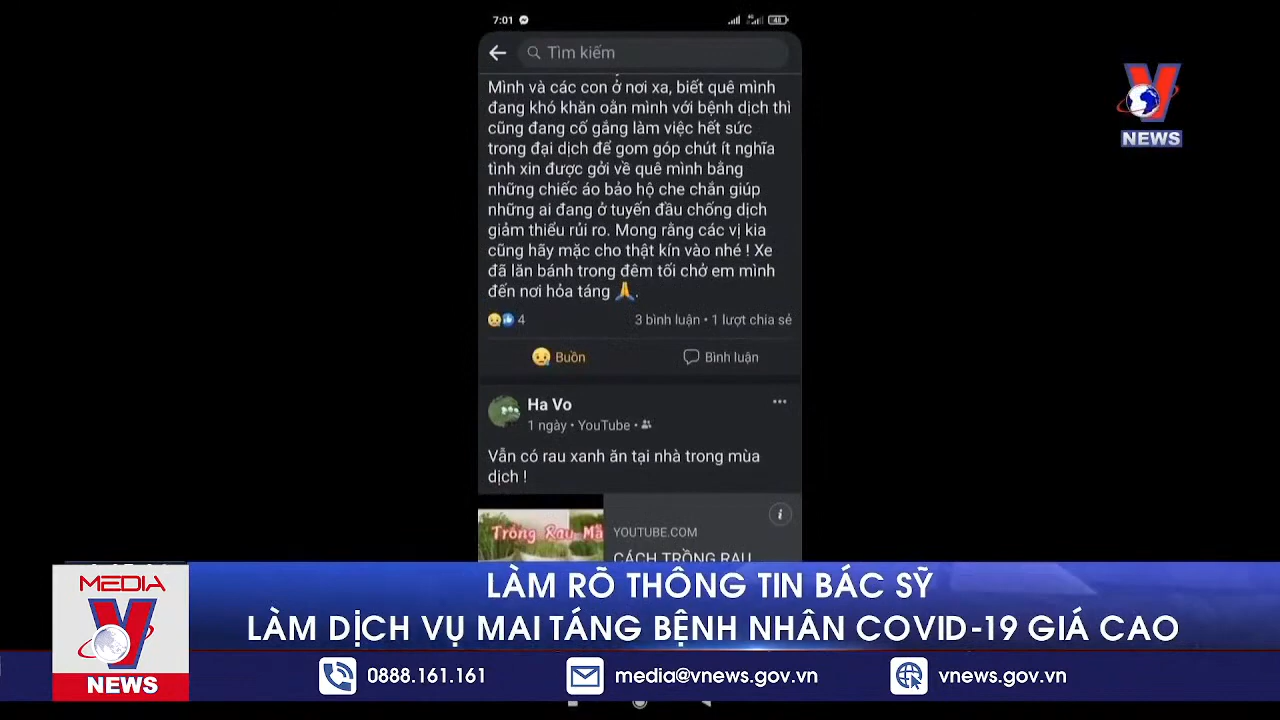 7:01
4G
48
Tìm kiếm
Mình và các con ở nơi xa, biết quê mình
đang khó khăn oằn mình với bệnh dịch thì
cũng đang cố gắng làm việc hết sức
trong đại dịch để gom góp chút ít nghĩa
tình xin được gởi về quê mình bằng
những chiếc áo bảo hộ che chắn giúp
những ai đang ở tuyến đầu chống dịch
giảm thiểu rủi ro. Mong rằng các vị kia
cũng hãy mặc cho thật kín vào nhé ! Xe
đã lăn bánh trong đêm tối chở em mình
đến nơi hỏa táng 🙏.
4
3 bình luận • 1 lượt chia sẻ
Buồn
Bình luận
Ha Vo
1 ngày • YouTube •
Vẫn có rau xanh ăn tại nhà trong mùa
dịch !
Trồng Rau Mầ
YOUTUBE.COM
CÁCH TRỒNG RAU
V
NEWS
MEDIA
V
NEWS
LÀM RÕ THÔNG TIN BÁC SỸ
LÀM DỊCH VỤ MAI TÁNG BỆNH NHÂN COVID-19 GIÁ CAO
0888.161.161
media@vnews.gov.vn
vnews.gov.vn